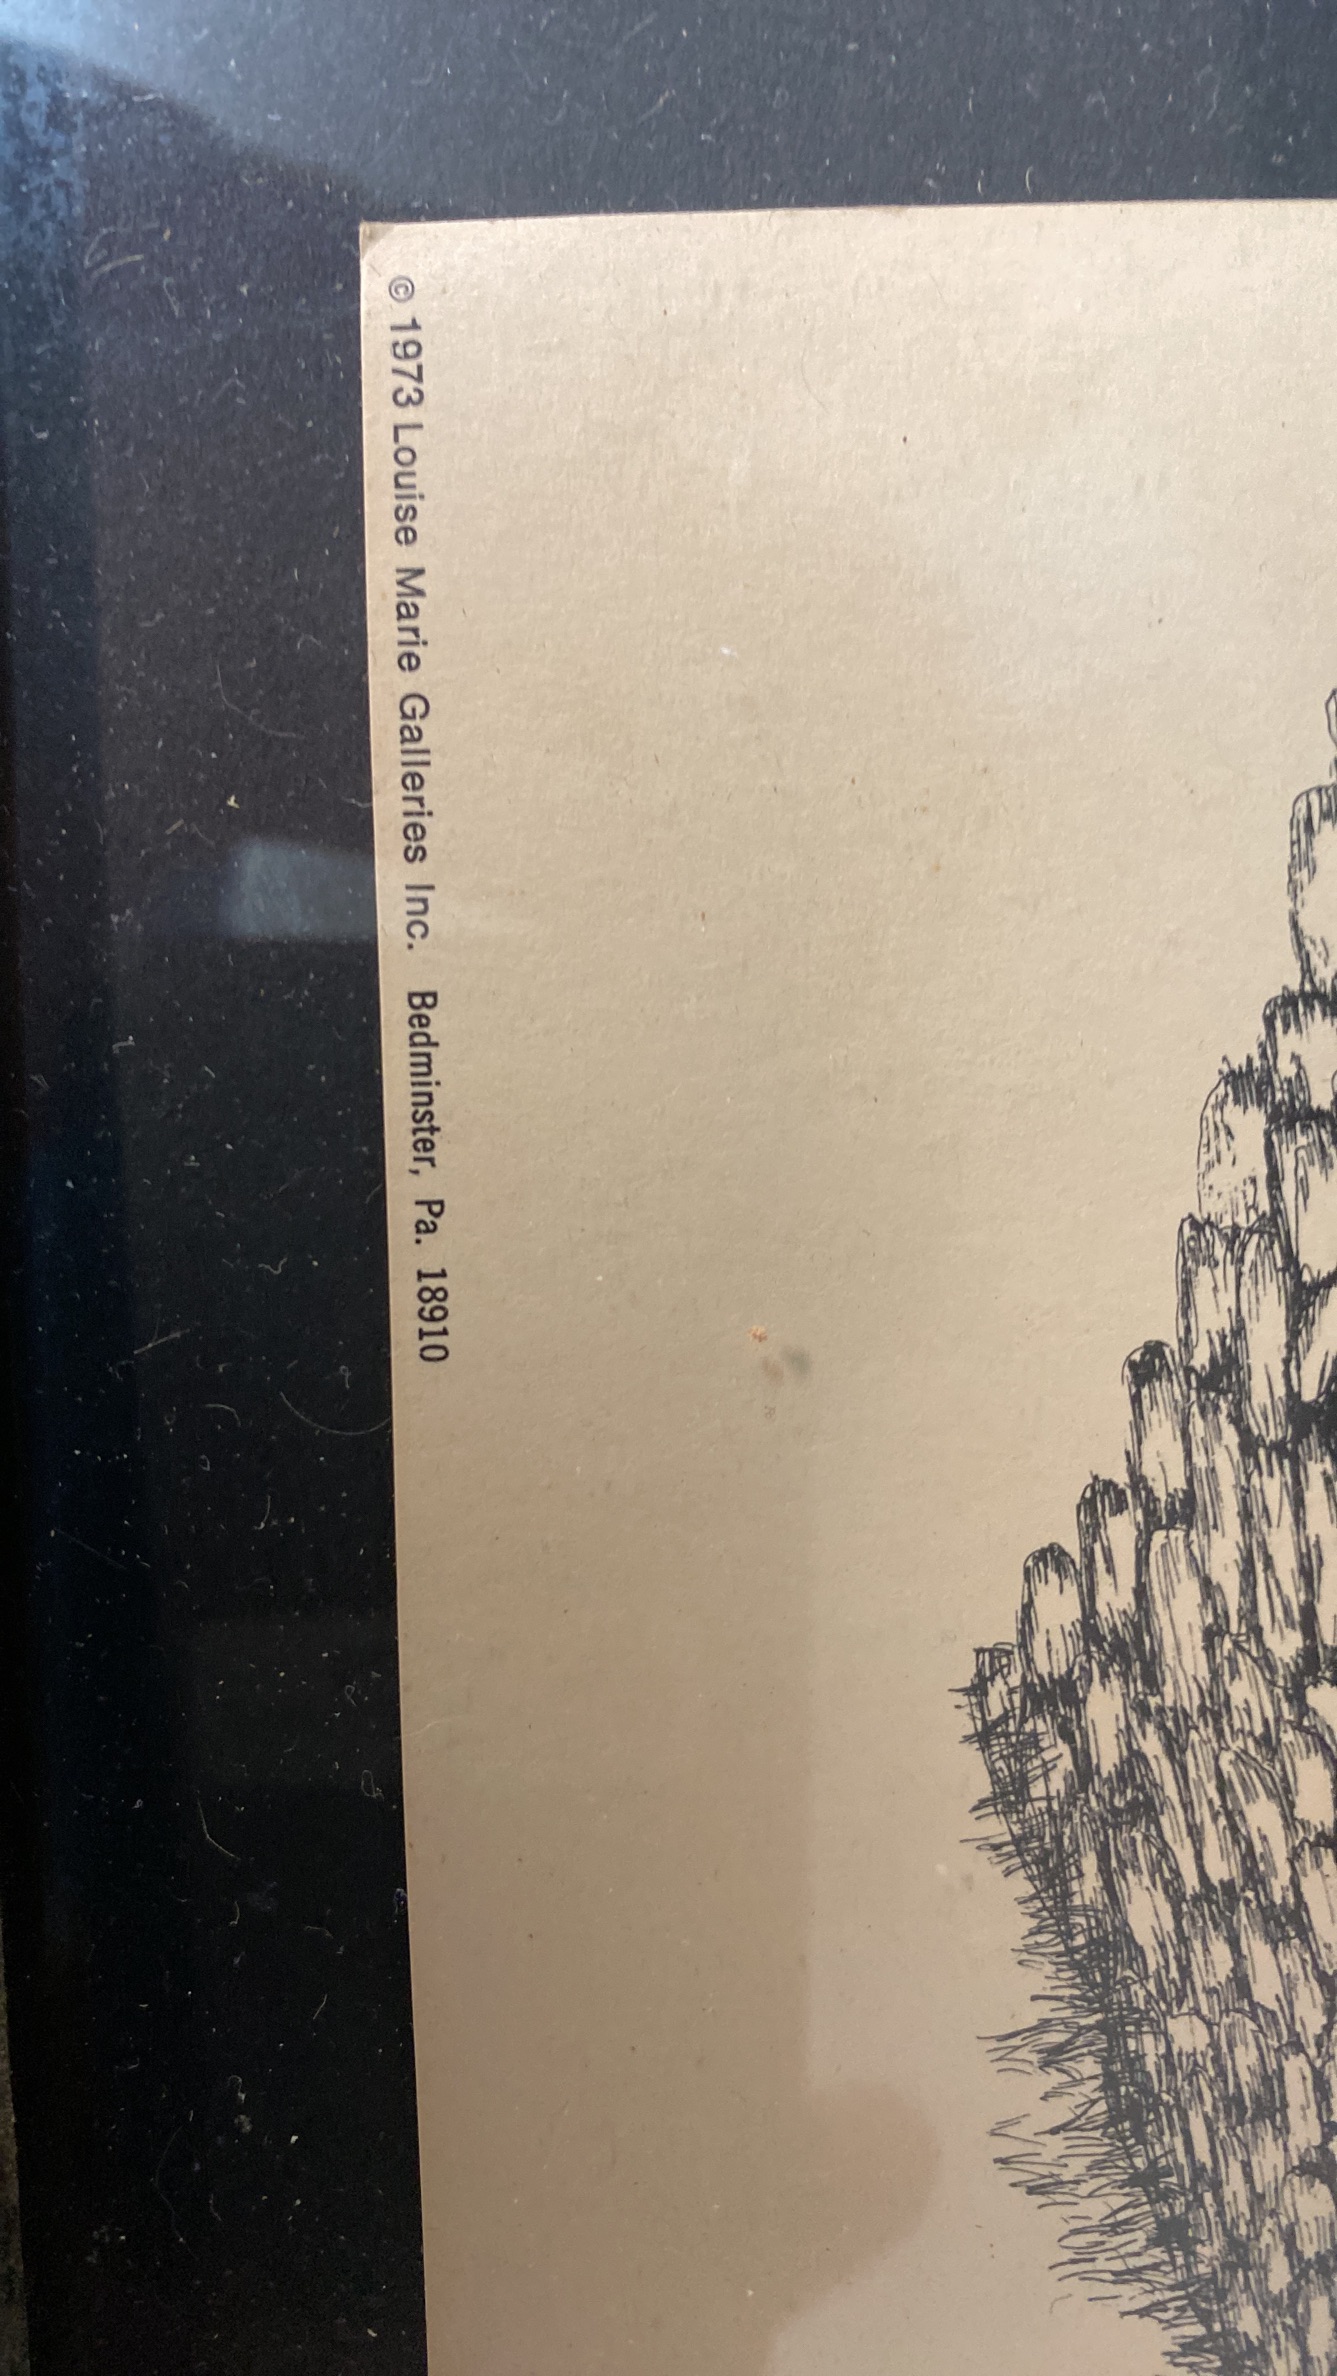 © 1973 Louise Marie Galleries Inc. Bedminster, Pa. 18910